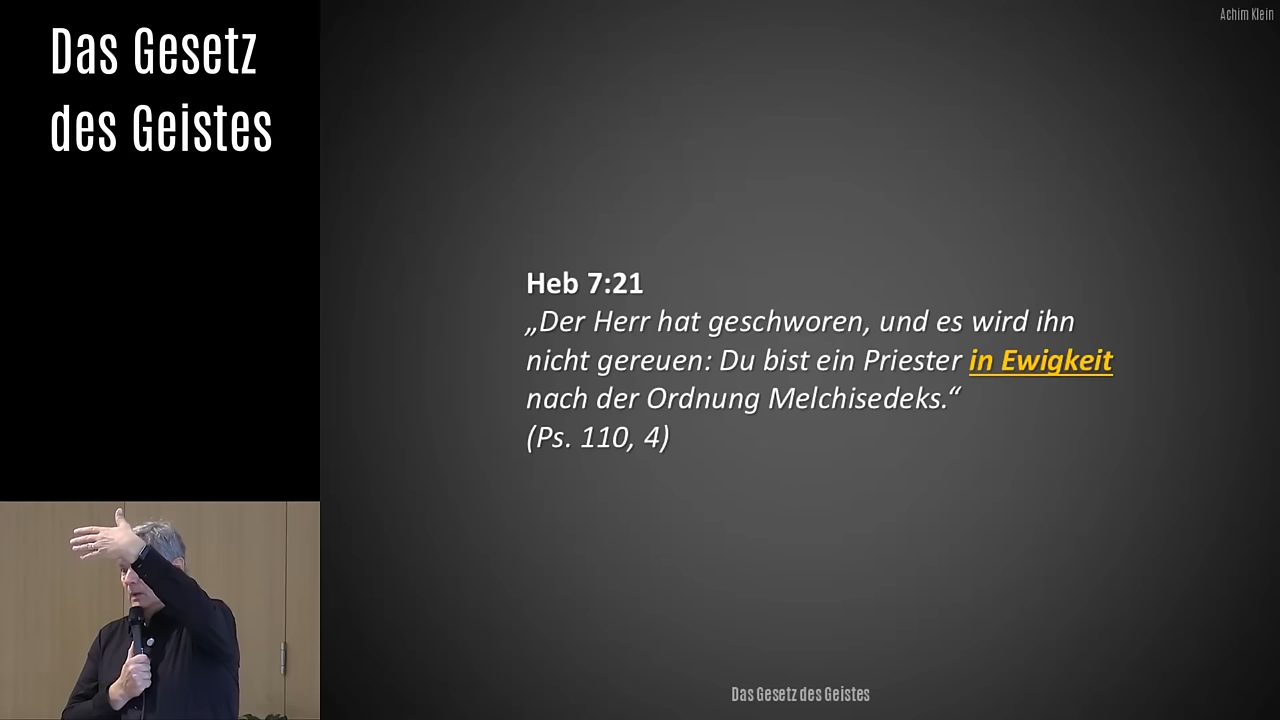 Das Gesetz
des Geistes
Achim Klein
Heb 7:21
„Der Herr hat geschworen, und es wird ihn
nicht gereuen: Du bist ein Priester in Ewigkeit
nach der Ordnung Melchisedeks.“
(Ps. 110, 4)
Das Gesetz des Geistes